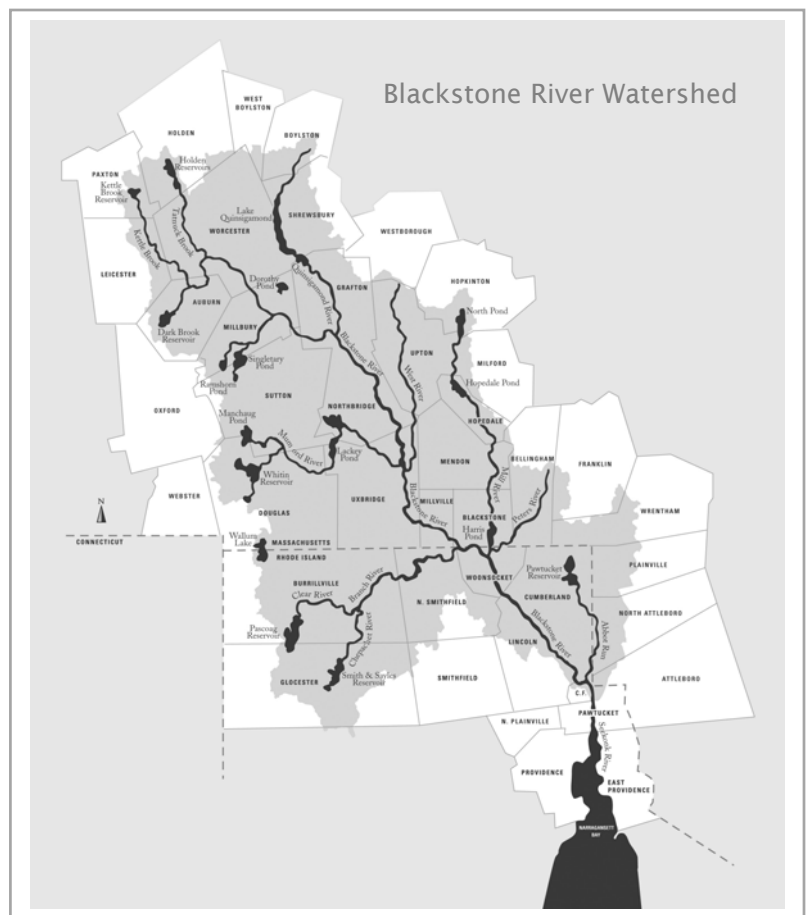 Blackstone River Watershed
WEST
BOYLSTON
HOLDEN
BOYLSTON
PAXTON
Holden
Reservoirs
Kettle
Brook
Reservoir
Tatnuck Brook
Lake
Quinsigamond
SHREWSBURY
WORCESTER
WESTBOROUGH
Kettle Brook
LEICESTER
Dorothy
Pond
Quinsigamond River
GRAFTON
HOPKINTON
AUBURN
North Pond
MILLBURY
Dark Brook
Reservoir
Blackstone River
UPTON
Singletary
Pond
MILFORD
West River
Ramshorn
Pond
Hopedale Pond
SUTTON
OXFORD
NORTHBRIDGE
Manchaug
Pond
HOPEDALE
Mumford River
Lackey
Pond
MENDON
BELLINGHAM
FRANKLIN
Whitin
Reservoir
Mill River
WEBSTER
UXBRIDGE
MILLVILLE
Blackstone River
BLACKSTONE
Peters River
N
DOUGLAS
WRENTHAM
Harris
Pond
Wallum
Lake
CONNECTICUT
MASSACHUSETTS
RHODE ISLAND
PLAINVILLE
Pawtucket
Reservoir
WOONSOCKET
BURRILLVILLE
Branch River
Clear River
CUMBERLAND
N. SMITHFIELD
NORTH ATTLEBORO
Blackstone River
Abbot Run
Pascoag
Reservoir
Chepachet River
LINCOLN
Smith & Sayles
Reservoir
GLOCESTER
SMITHFIELD
ATTLEBORO
C.F.
PAWTUCKET
N. PLAINVILLE
Seekonk River
PROVIDENCE
EAST
PROVIDENCE
NARRAGANSETT
BAY